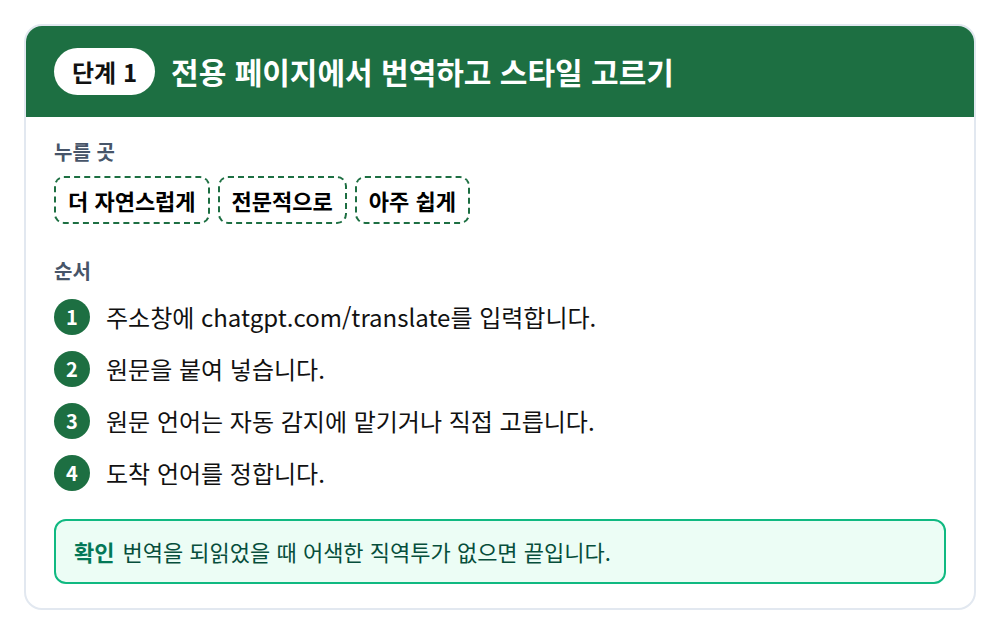 단계 1 전용 페이지에서 번역하고 스타일 고르기
누를 곳
더 자연스럽게 전문적으로 아주 쉽게
순서
1 주소창에 chatgpt.com/translate를 입력합니다.
2 원문을 붙여 넣습니다.
3 원문 언어는 자동 감지에 맡기거나 직접 고릅니다.
4 도착 언어를 정합니다.
확인 번역을 되읽었을 때 어색한 직역투가 없으면 끝입니다.